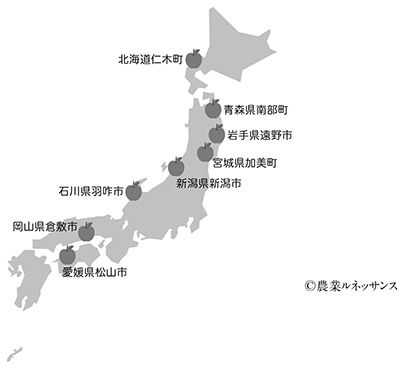 北海道仁木町
青森県南部町
岩手県遠野市
宮城県加美町
新潟県新潟市
石川県羽咋市
岡山県倉敷市
愛媛県松山市
©農業ルネッサンス